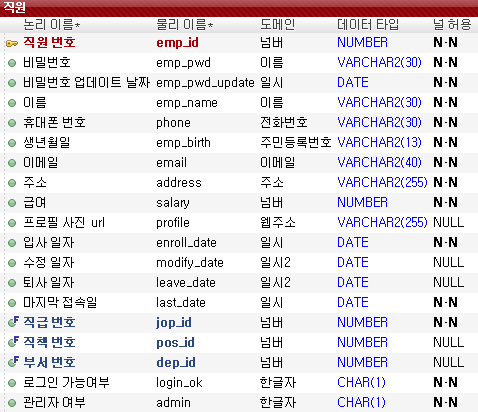 직원
논리 이름* 물리 이름* 도메인 데이터 타입 널 허용
직원 번호 emp_id 넘버 NUMBER N-N
비밀번호 emp_pwd 이름 VARCHAR2(30) N-N
비밀번호 업데이트 날짜 emp_pwd_update 일시 DATE N-N
이름 emp_name 이름 VARCHAR2(30) N-N
휴대폰 번호 phone 전화번호 VARCHAR2(30) N-N
생년월일 emp_birth 주민등록번호 VARCHAR2(13) N-N
이메일 email 이메일 VARCHAR2(40) N-N
주소 address 주소 VARCHAR2(255) N-N
급여 salary 넘버 NUMBER N-N
프로필 사진 url profile 웹주소 VARCHAR2(255) NULL
입사 일자 enroll_date 일시 DATE N-N
수정 일자 modify_date 일시2 DATE NULL
퇴사 일자 leave_date 일시2 DATE NULL
마지막 접속일 last_date 일시 DATE N-N
F 직급 번호 jop_id 넘버 NUMBER N-N
F 직책 번호 pos_id 넘버 NUMBER NULL
F 부서 번호 dep_id 넘버 NUMBER NULL
로그인 가능여부 login_ok 한글자 CHAR(1) N-N
관리자 여부 admin 한글자 CHAR(1) N-N